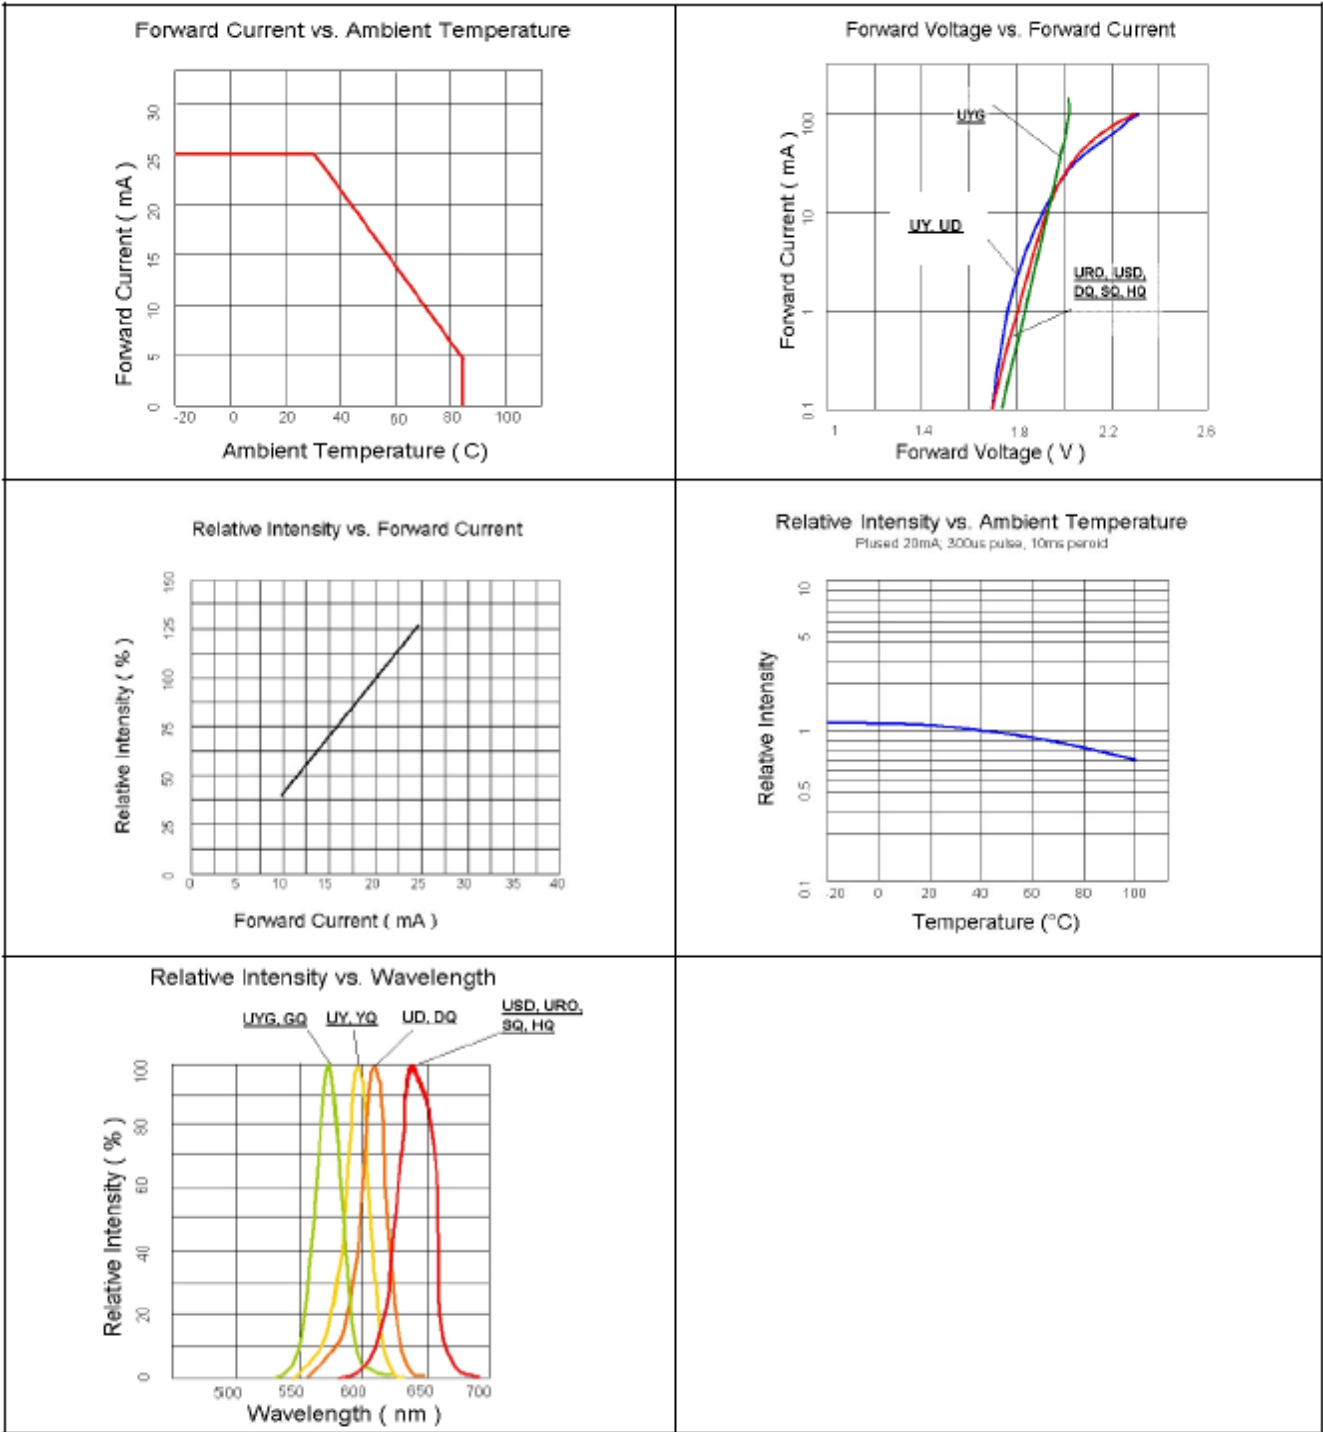 Forward Current vs. Ambient Temperature
Forward Current ( mA )
30
25
20
15
10
5
0
-20 0 20 40 60 80 100
Ambient Temperature ( C)
Forward Voltage vs. Forward Current
Forward Current ( mA )
100
10
1
0.1
UYG
UY, UD
URO, USD,
DQ, SQ, HQ
1 1.4 1.8 2.2 2.6
Forward Voltage ( V )
Relative Intensity vs. Forward Current
Relative Intensity ( % )
150
125
100
75
50
25
0
0 5 10 15 20 25 30 35 40
Forward Current ( mA )
Relative Intensity vs. Ambient Temperature
Plused 20mA; 300us pulse, 10ms peroid
Relative Intensity
10
5
1
0.5
0.1
-20 0 20 40 60 80 100
Temperature (°C)
Relative Intensity vs. Wavelength
UYG, GQ UY, YQ UD, DQ USD, URO,
SQ, HQ
Relative Intensity ( % )
100
80
60
40
20
0
500 550 600 650 700
Wavelength ( nm )